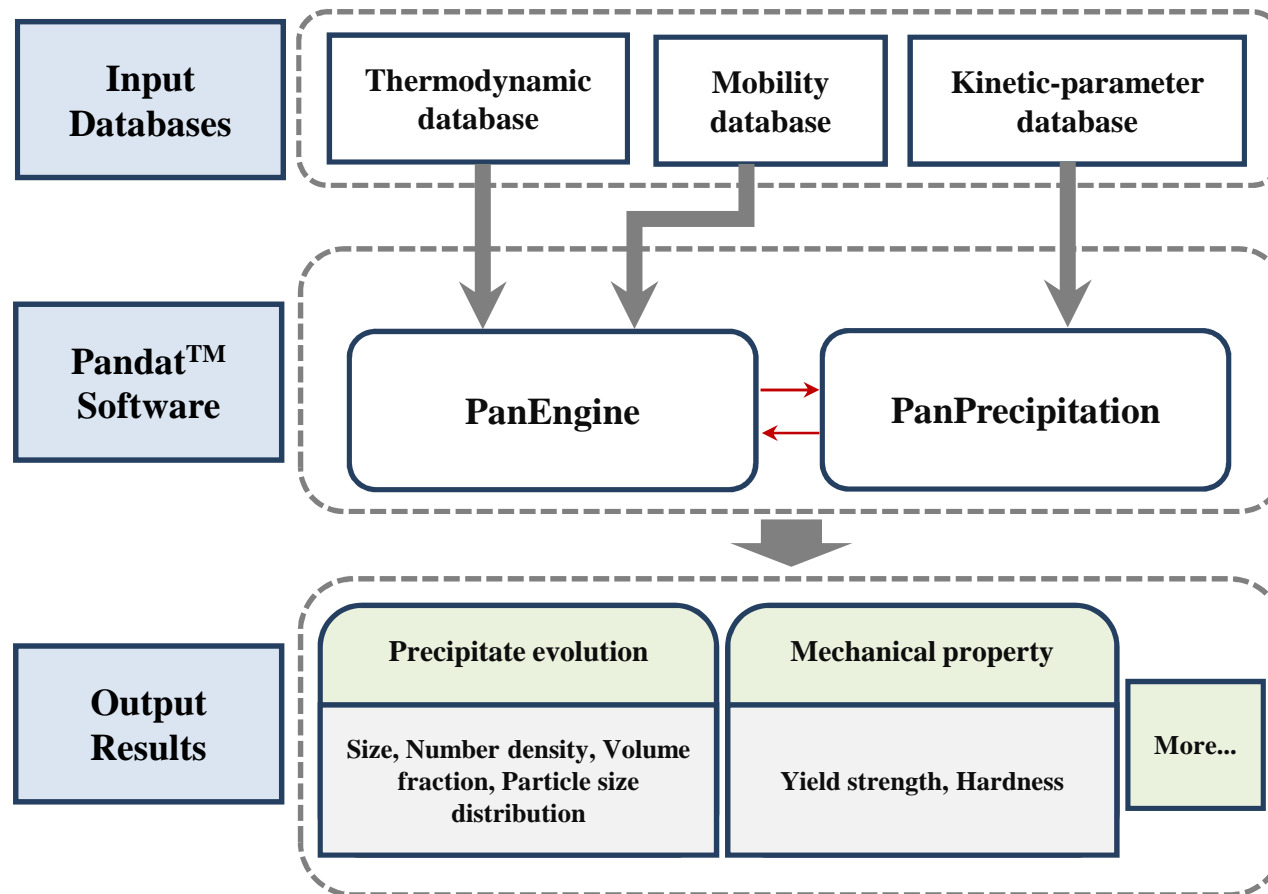 Input
Databases
Thermodynamic
database
Mobility
database
Kinetic-parameter
database
Pandat™
Software
PanEngine
PanPrecipitation
Output
Results
Precipitate evolution
Size, Number density, Volume
fraction, Particle size
distribution
Mechanical property
Yield strength, Hardness
More...